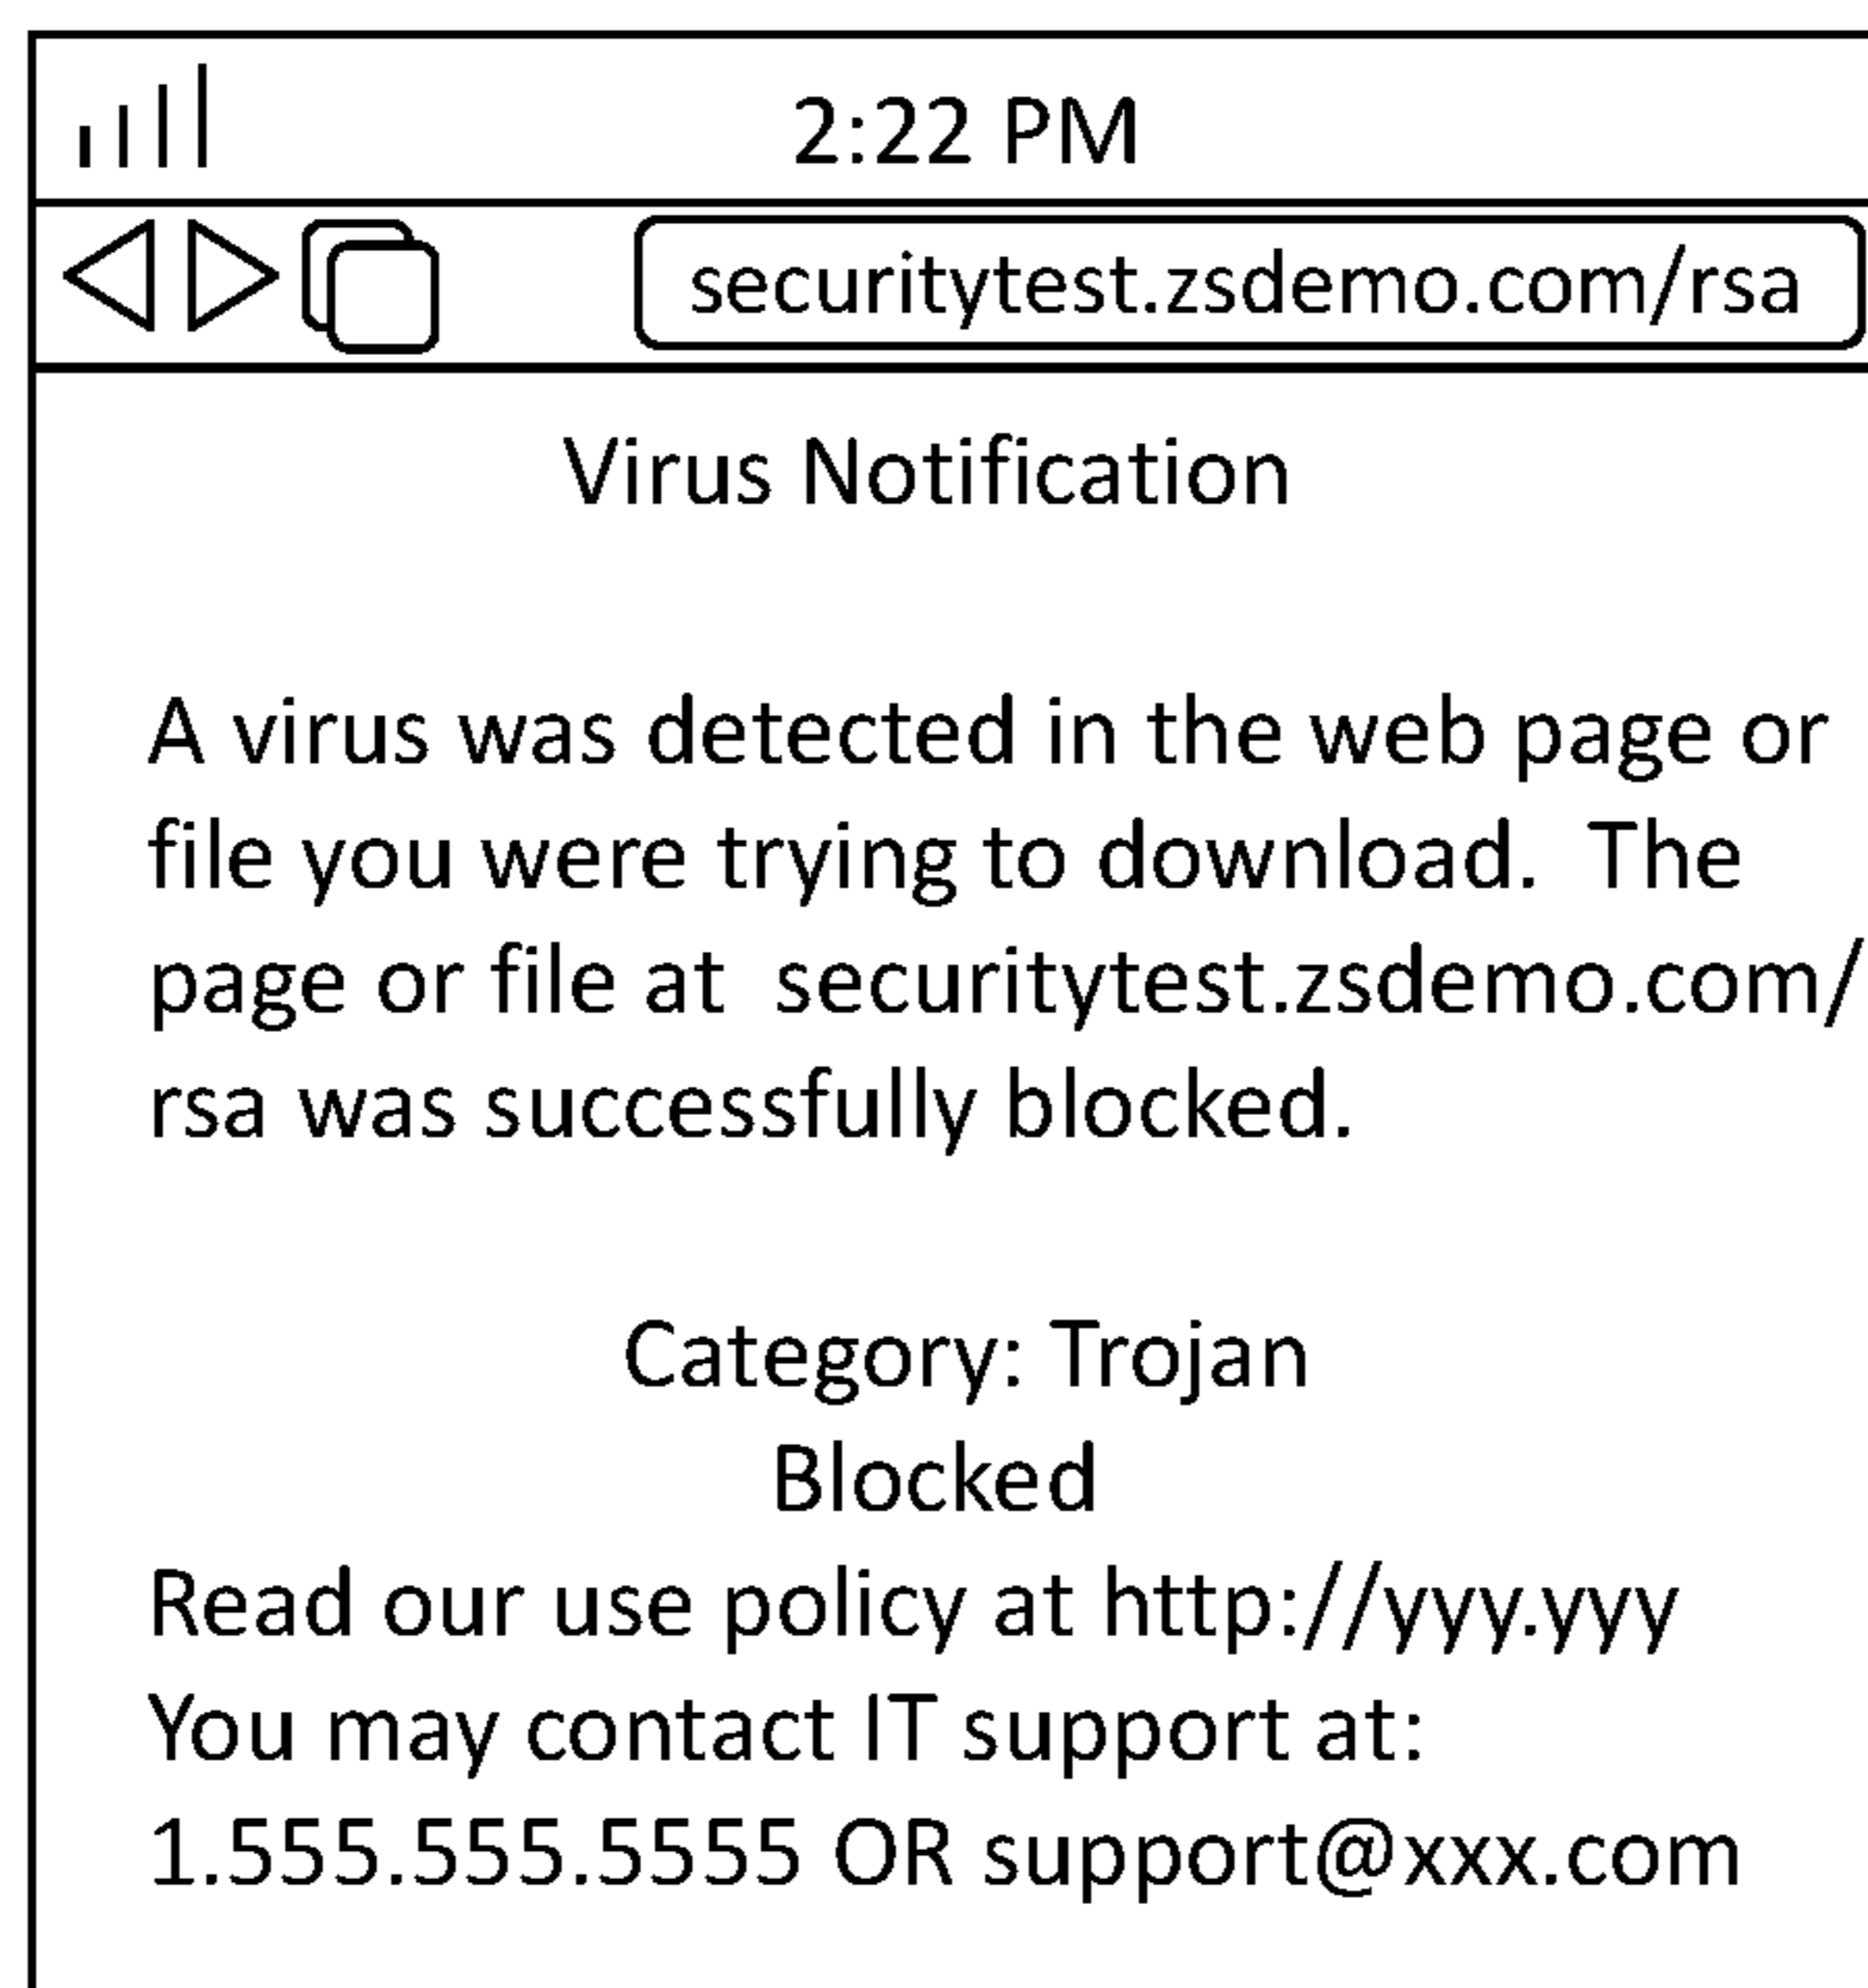 2:22 PM
securitytest.zsdemo.com/rsa
Virus Notification
A virus was detected in the web page or
file you were trying to download.  The
page or file at  securitytest.zsdemo.com/
rsa was successfully blocked.
Category: Trojan
Blocked
Read our use policy at http://yyy.yyy
You may contact IT support at:
1.555.555.5555 OR support@xxx.com